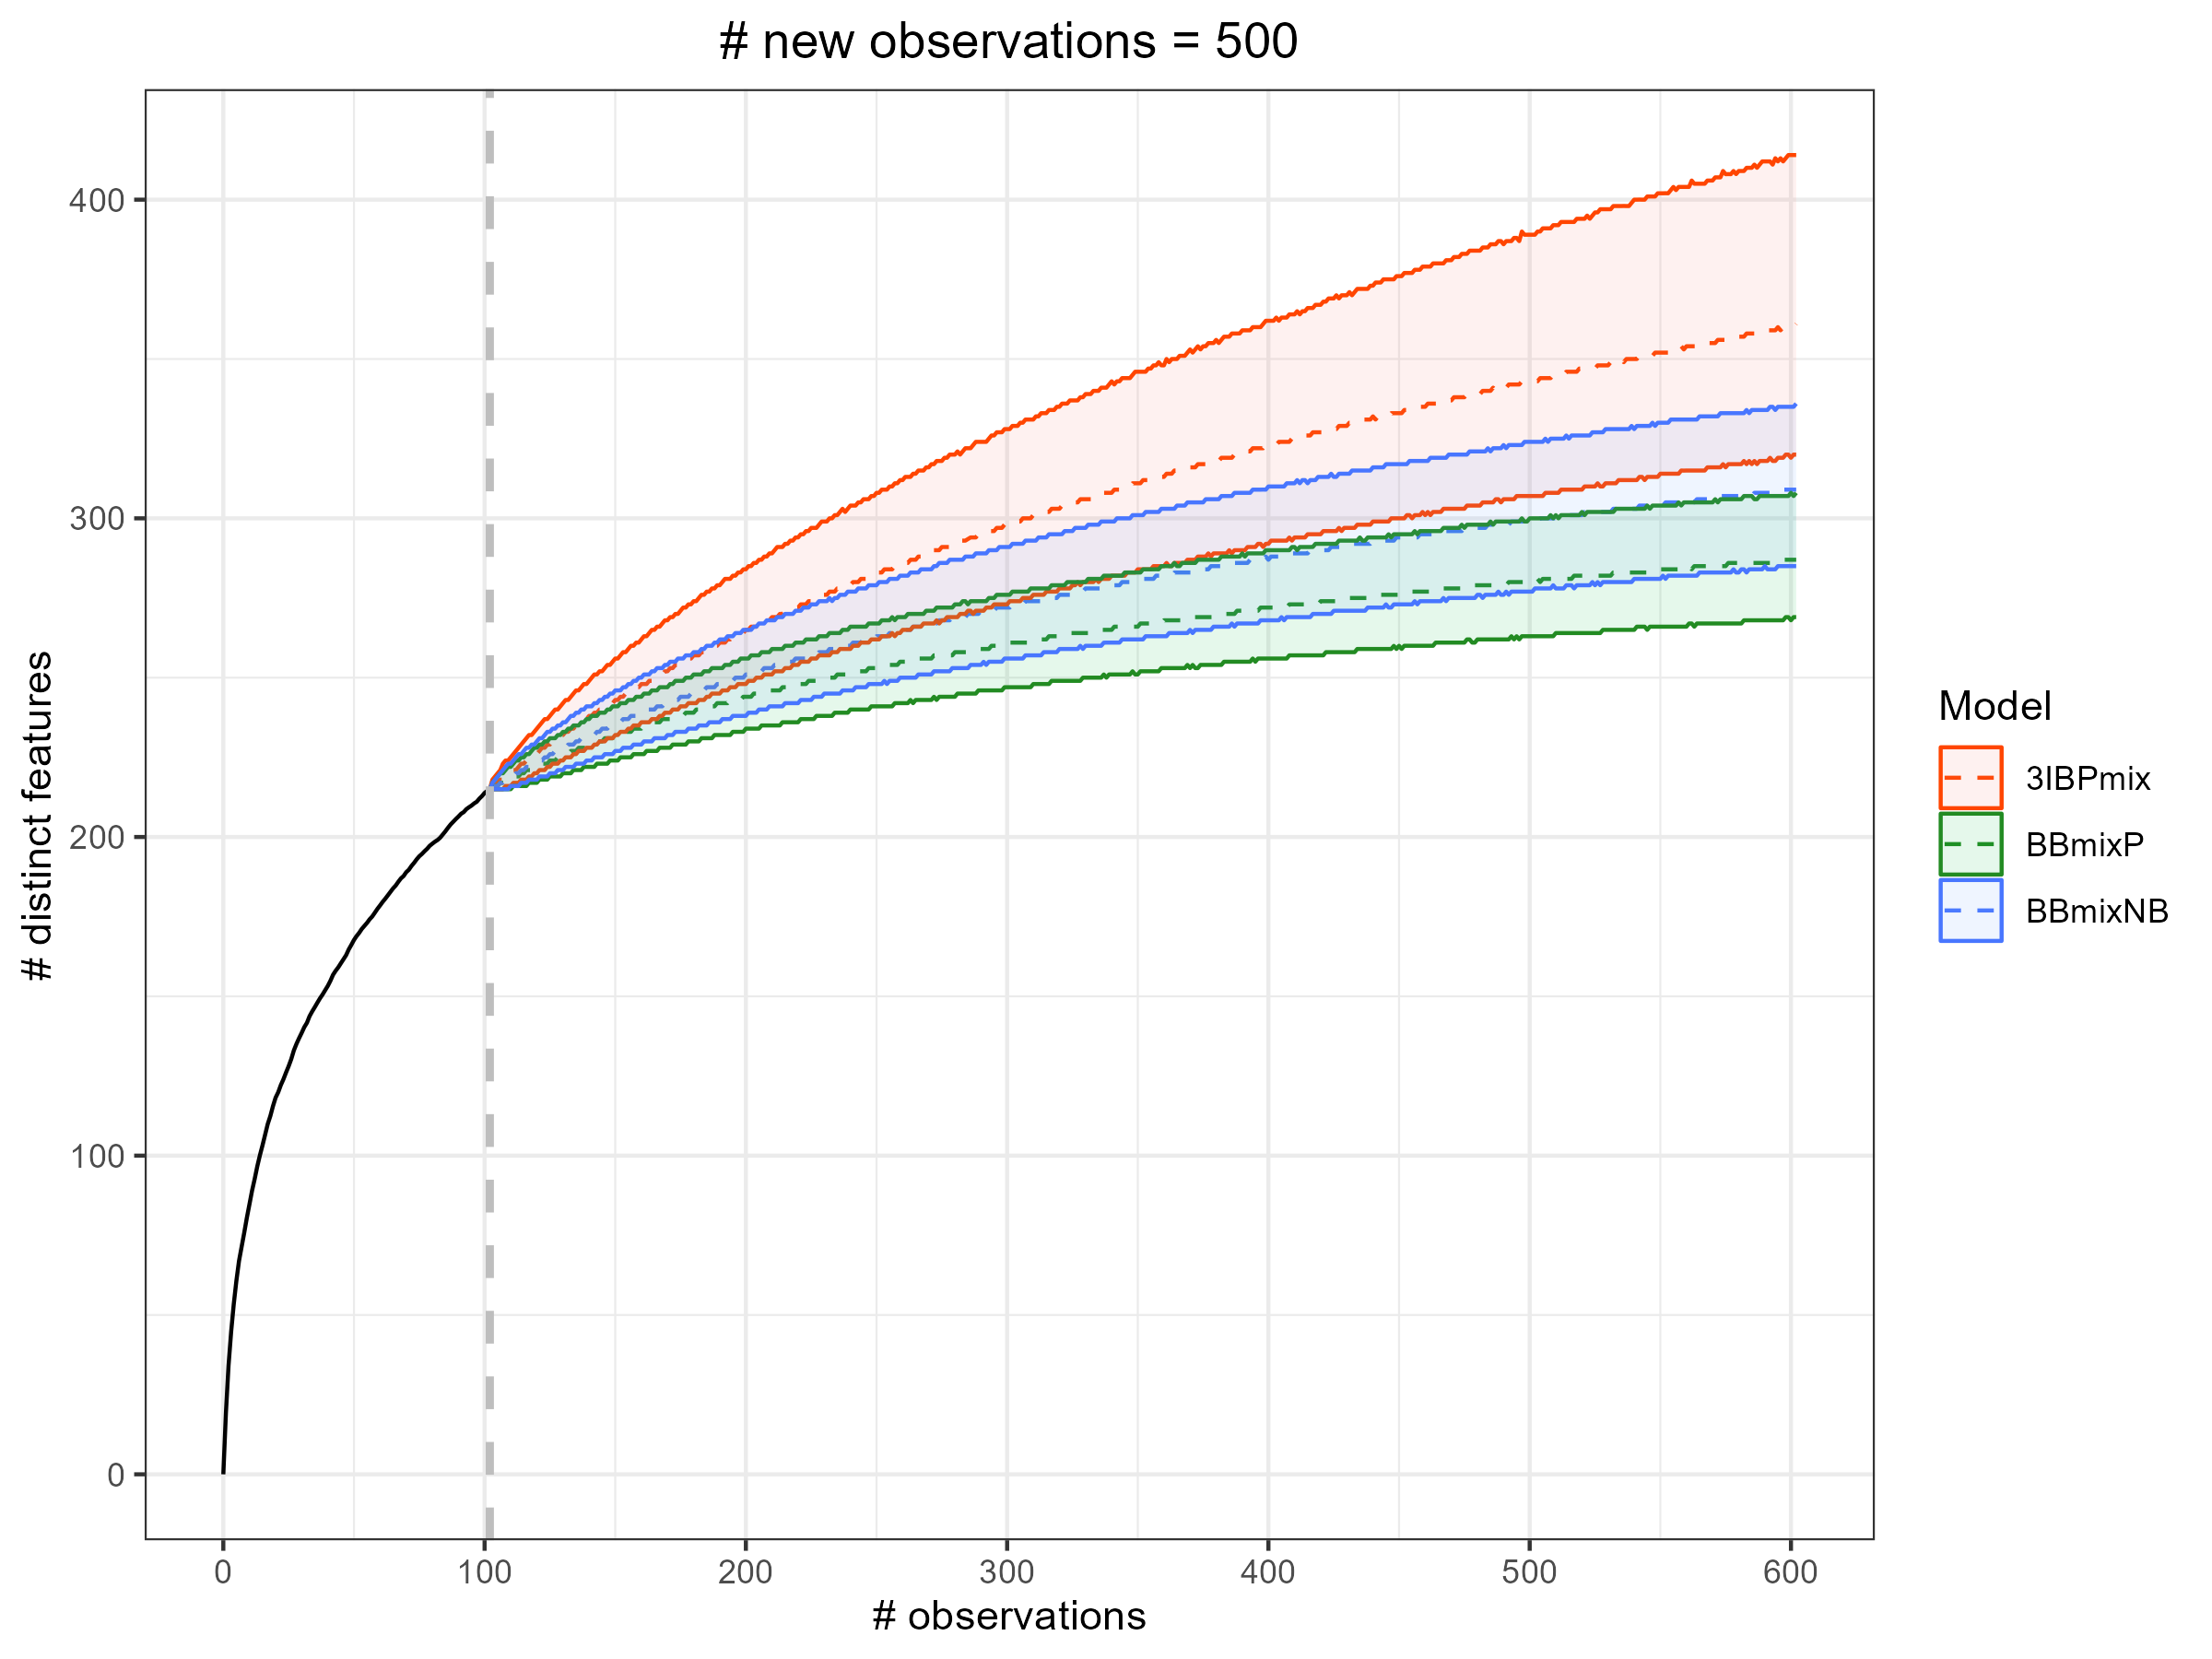 # new observations = 500
# distinct features
400
300
200
100
0
0 100 200 300 400 500 600
# observations
Model
3IBPmix
BBmixP
BBmixNB